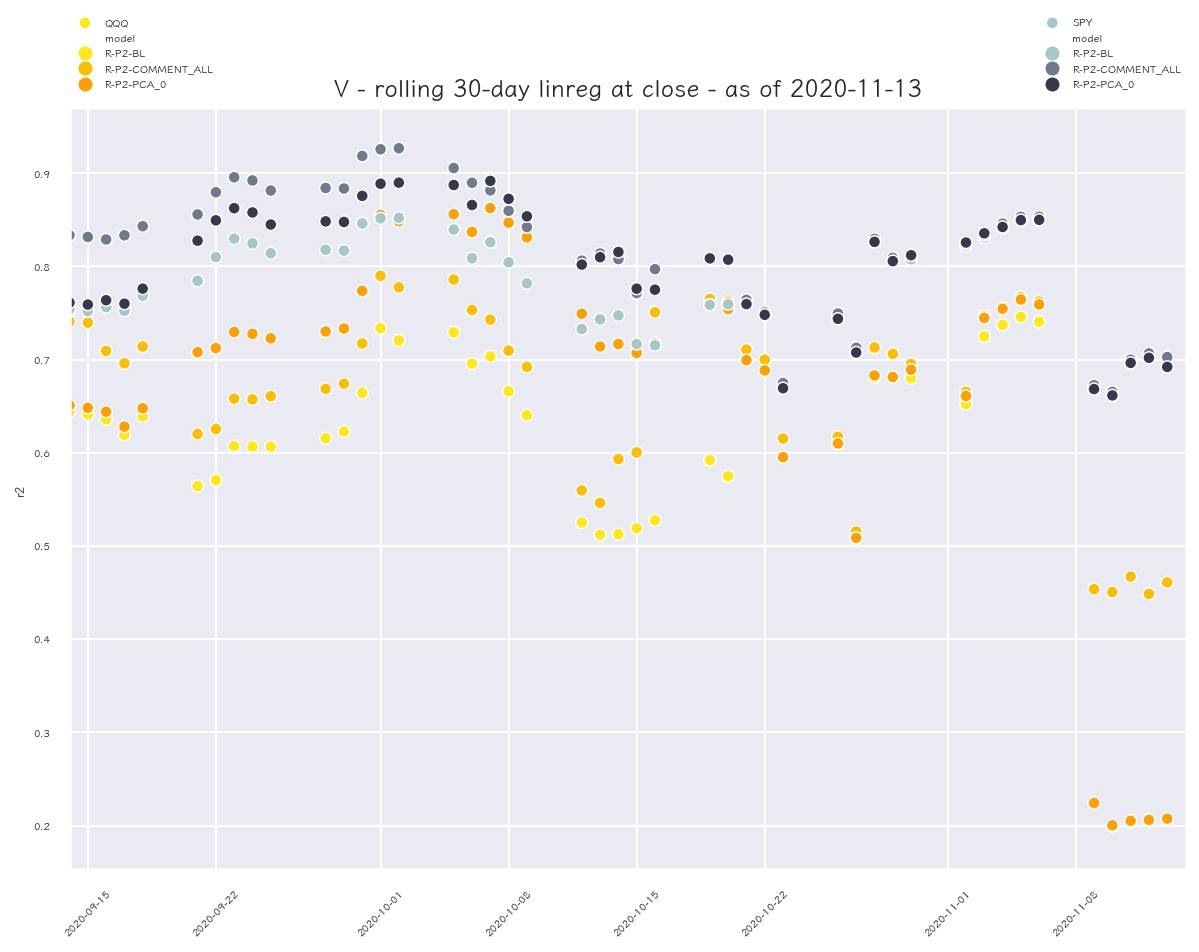 QQQ
model
R-P2-BL
R-P2-COMMENT_ALL
R-P2-PCA_0
SPY
model
R-P2-BL
R-P2-COMMENT_ALL
R-P2-PCA_0
V - rolling 30-day linreg at close - as of 2020-11-13
0.9
0.8
0.7
0.6
0.5
0.4
0.3
0.2
r2
2020-09-15
2020-09-22
2020-10-01
2020-10-08
2020-10-15
2020-10-22
2020-11-01
2020-11-08